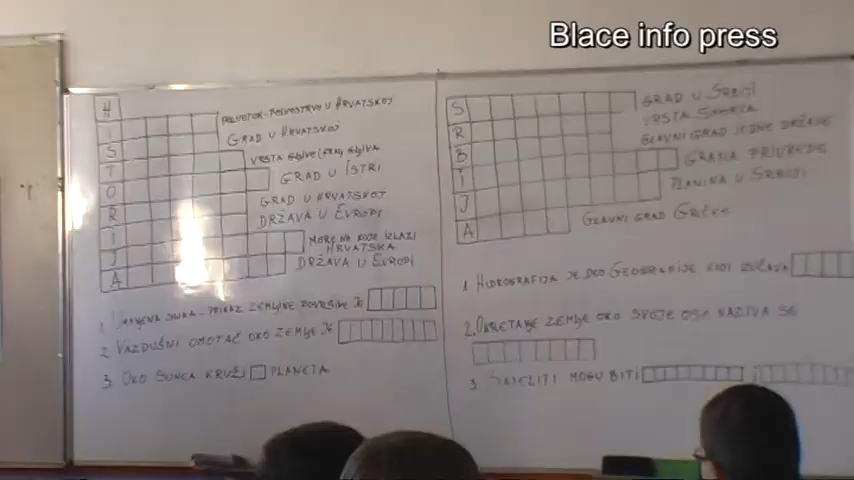 Blace info press
H
I
S
T
O
R
I
J
A
POLUOTOK-POLUOSTRVO U HRVATSKOJ
GRAD U HRVATSKOJ
VRSTA GLJIVE
GRAD U ISTRI
GRAD U HRVATSKOJ
DRŽAVA U EVROPI
MORE NA KOJE IZLAZI
HRVATSKA
DRŽAVA U EVROPI
1. UMANJENA SLIKA - PRIKAZ ZEMLJINE POVRŠINE JE
2. VAZDUŠNI OMOTAČ OKO ZEMLJE JE
3. OKO SUNCA KRUŽI PLANETA
S
R
B
I
J
A
GRAD U SRBIJI
VRSTA
GLAVNI GRAD JEDNE DRŽAVE
GRANA PRIVREDE
PLANINA U SRBIJI
GLAVNI GRAD GRČKE
1. HIDROGRAFIJA JE DEO GEOGRAFIJE KOJI IZUČAVA
2. OKRETANJE ZEMLJE OKO SVOJE OSE NAZIVA SE
3. SATELITI MOGU BITI